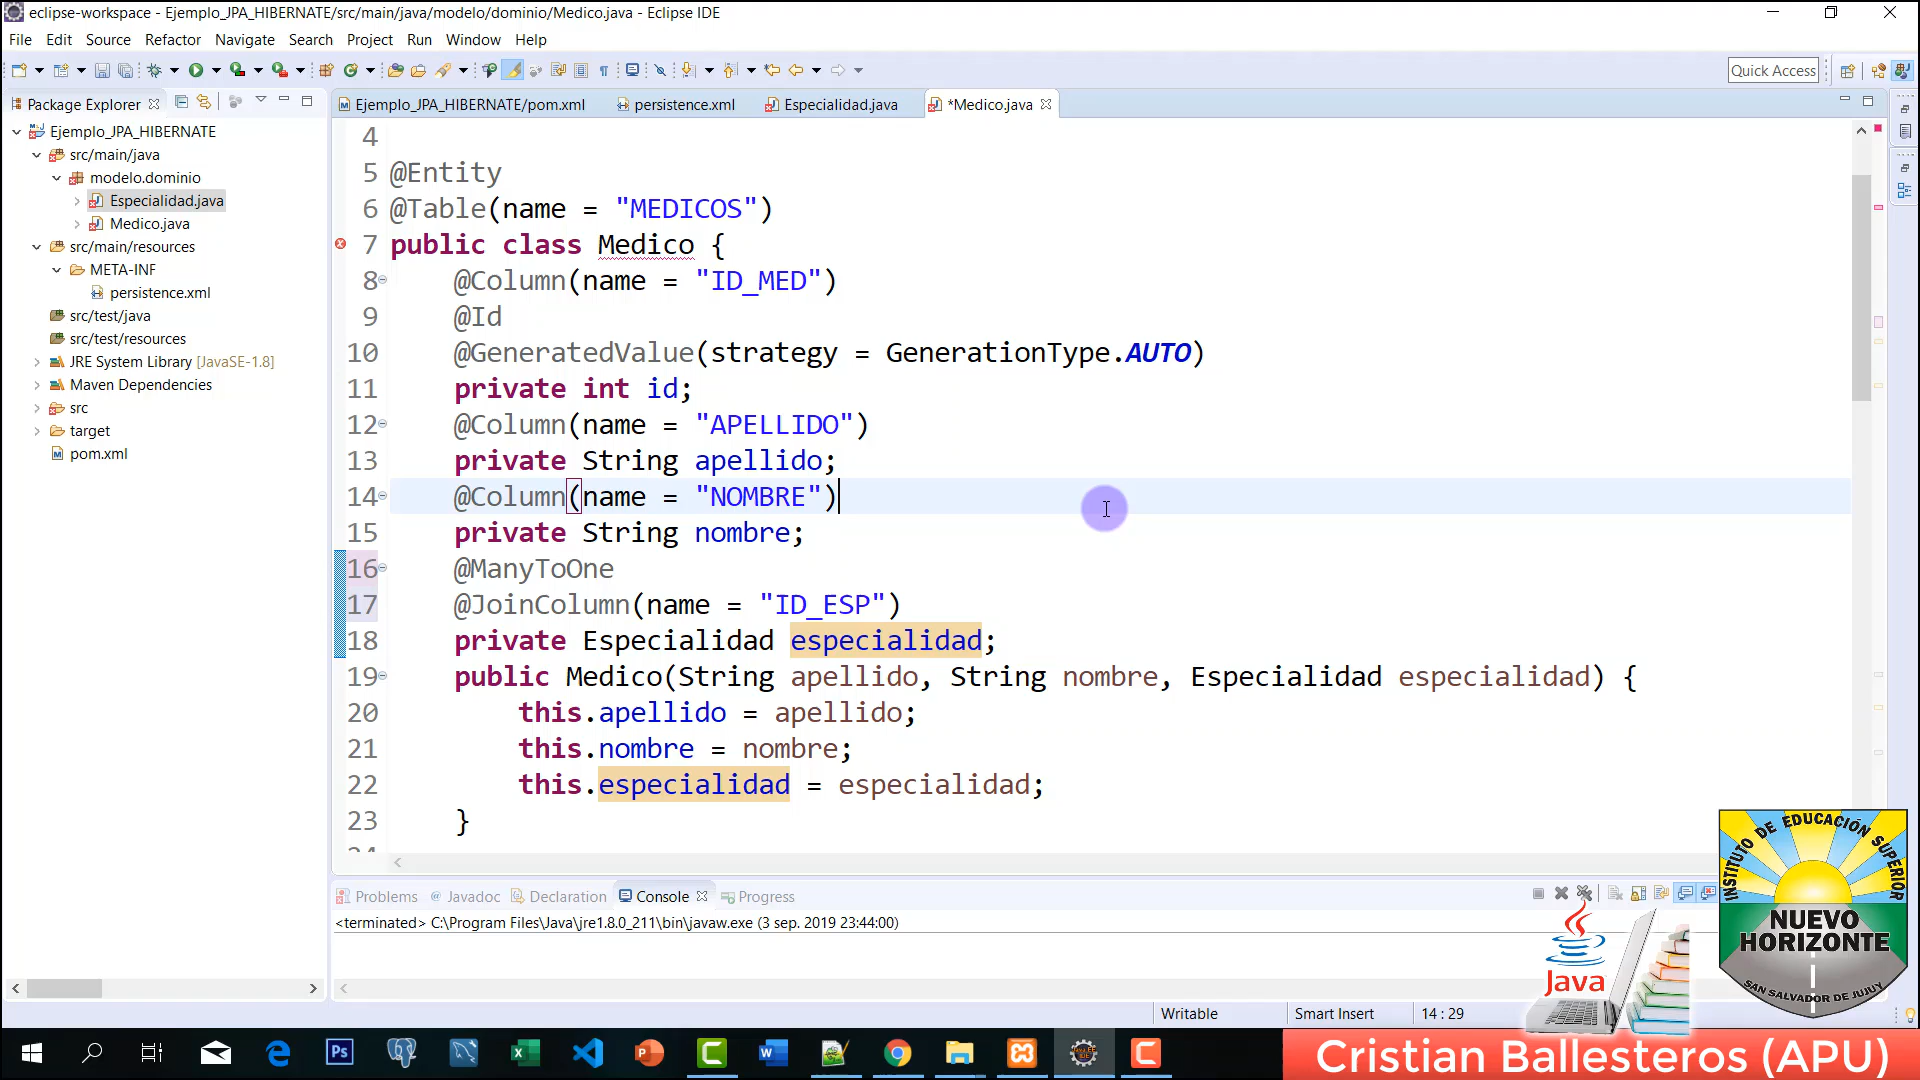 eclipse-workspace - Ejemplo_JPA_HIBERNATE/src/main/java/modelo/dominio/Medico.java - Eclipse IDE
File Edit Source Refactor Navigate Search Project Run Window Help
Quick Access
Package Explorer
Ejemplo_JPA_HIBERNATE
src/main/java
modelo.dominio
Especialidad.java
Medico.java
src/main/resources
META-INF
persistence.xml
src/test/java
src/test/resources
JRE System Library [JavaSE-1.8]
Maven Dependencies
src
target
pom.xml
Ejemplo_JPA_HIBERNATE/pom.xml persistence.xml Especialidad.java *Medico.java
4
5 @Entity
6 @Table(name = "MEDICOS")
7 public class Medico {
8 @Column(name = "ID_MED")
9 @Id
10 @GeneratedValue(strategy = GenerationType.AUTO)
11 private int id;
12 @Column(name = "APELLIDO")
13 private String apellido;
14 @Column(name = "NOMBRE")
15 private String nombre;
16 @ManyToOne
17 @JoinColumn(name = "ID_ESP")
18 private Especialidad especialidad;
19 public Medico(String apellido, String nombre, Especialidad especialidad) {
20 this.apellido = apellido;
21 this.nombre = nombre;
22 this.especialidad = especialidad;
23 }
Problems @ Javadoc Declaration Console Progress
<terminated> C:\Program Files\Java\jre1.8.0_211\bin\javaw.exe (3 sep. 2019 23:44:00)
Writable Smart Insert 14 : 29
Java
INSTITUTO DE EDUCACIÓN SUPERIOR
NUEVO
HORIZONTE
SAN SALVADOR DE JUJUY
Ps
Cristian Ballesteros (APU)